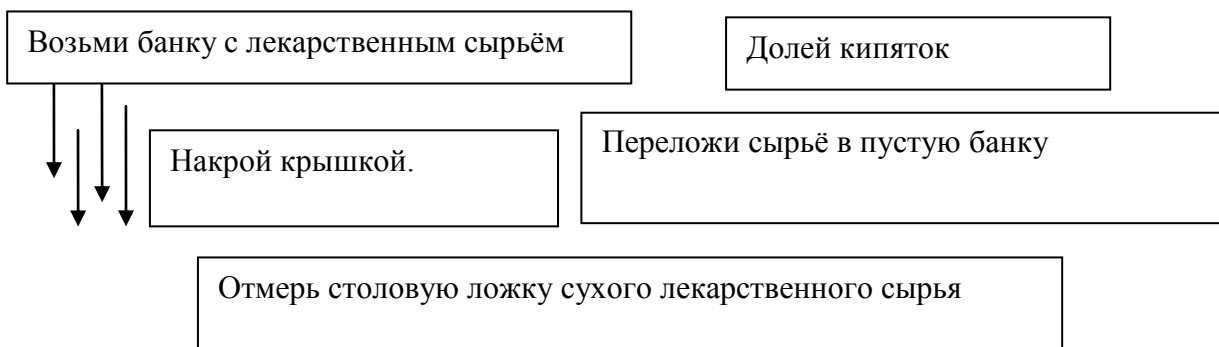 Возьми банку с лекарственным сырьём
Долей кипяток
Накрой крышкой.
Переложи сырьё в пустую банку
Отмерь столовую ложку сухого лекарственного сырья